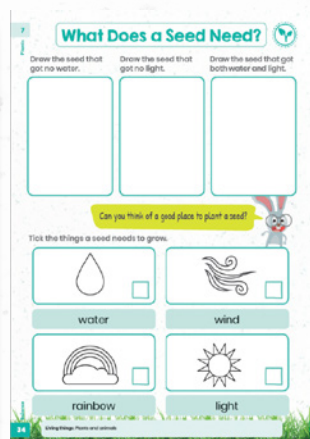 7
Plants
What Does a Seed Need?
Draw the seed that
got no water.
Draw the seed that
got no light.
Draw the seed that got
both water and light.
Can you think of a good place to plant a seed?
Tick the things a seed needs to grow.
water
wind
rainbow
light
24
Living things: Plants and animals